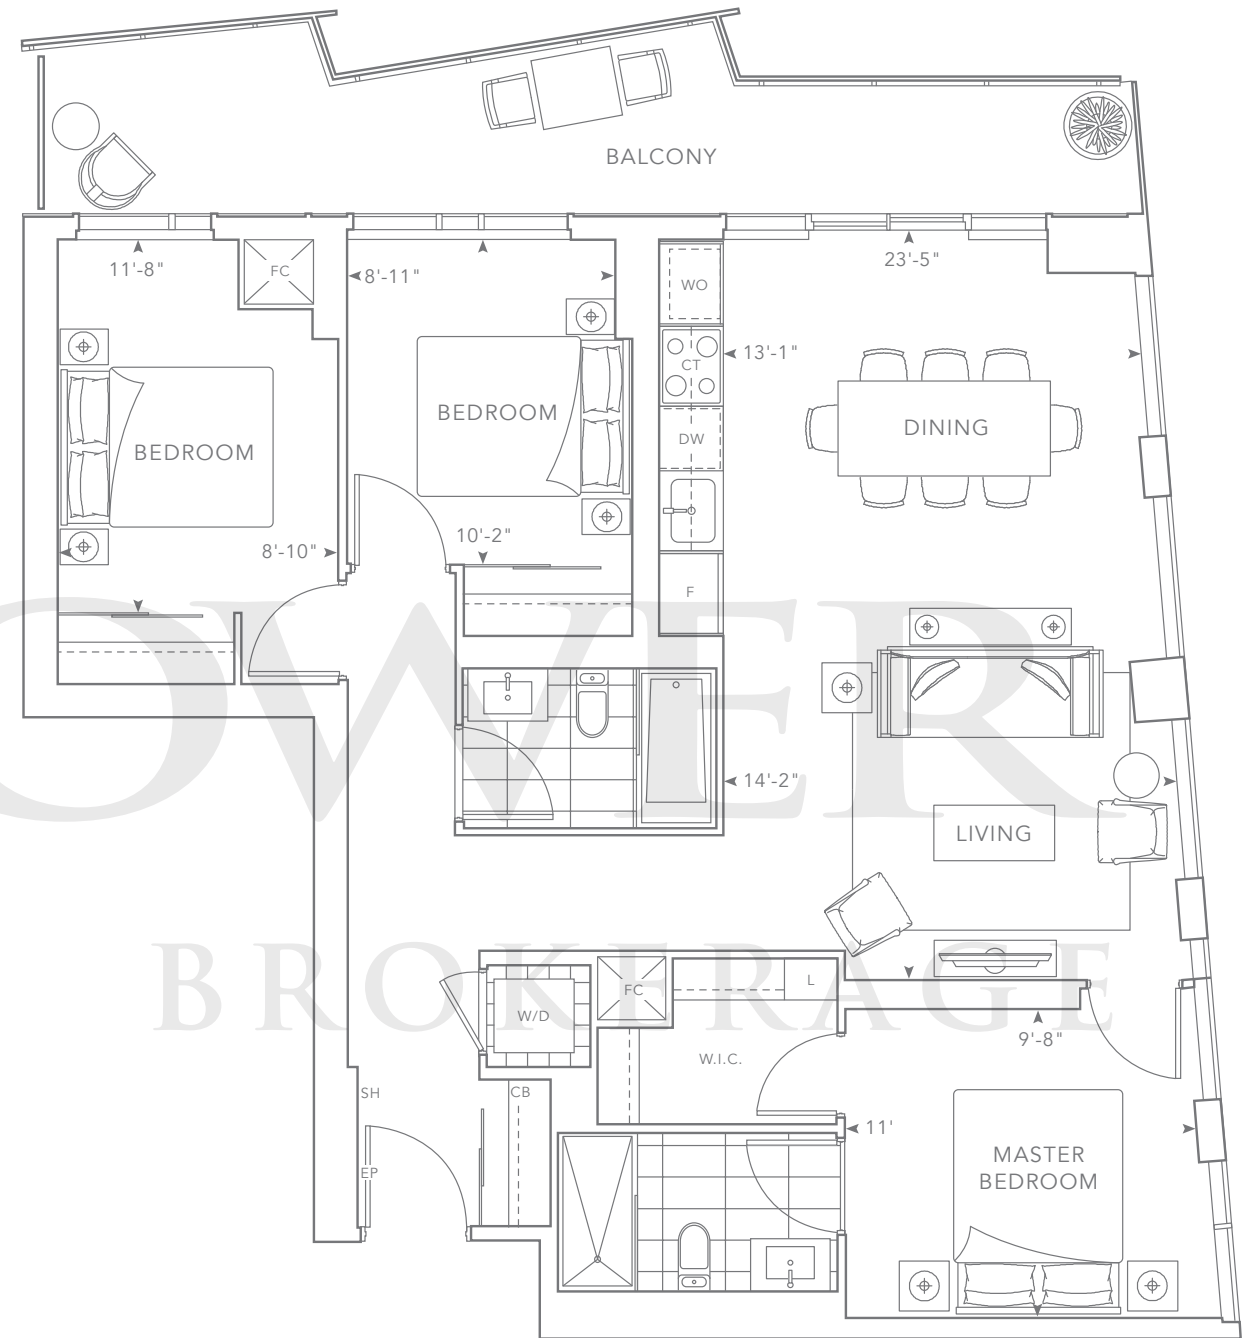 BALCONY
11'-8"
FC
8'-11"
WO
23'-5"
CT
13'-1"
BEDROOM
DINING
DW
BEDROOM
10'-2"
8'-10"
F
OWER
14'-2"
LIVING
BROKERAGE
FC
L
W/D
9'-8"
W.I.C.
SH
CB
11'
MASTER
BEDROOM
EP